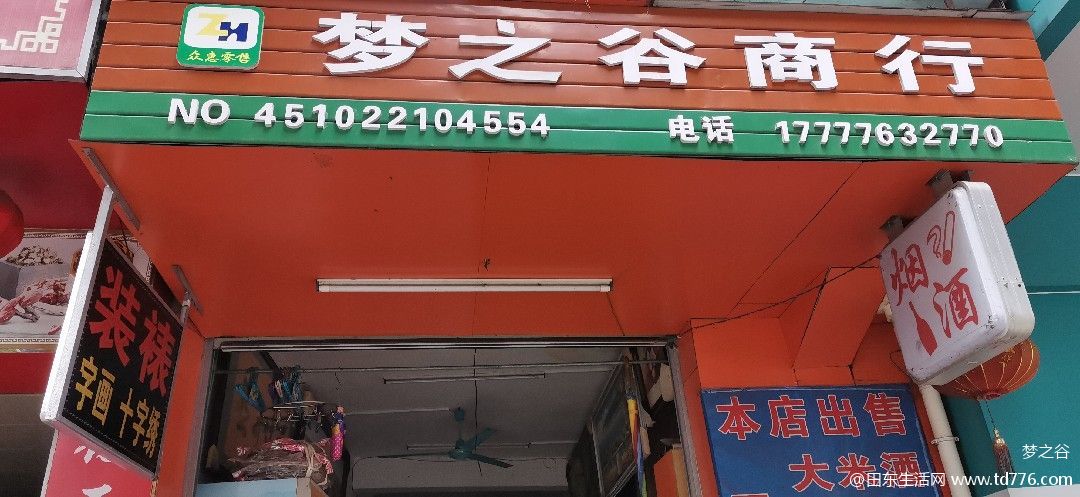 ZH
众惠零售
梦之谷商行
NO 451022104554
电话 17777632770
装裱
字画 十字绣
烟
酒
本店出售
大米酒
梦之谷
@田东生活网 www.td776.com